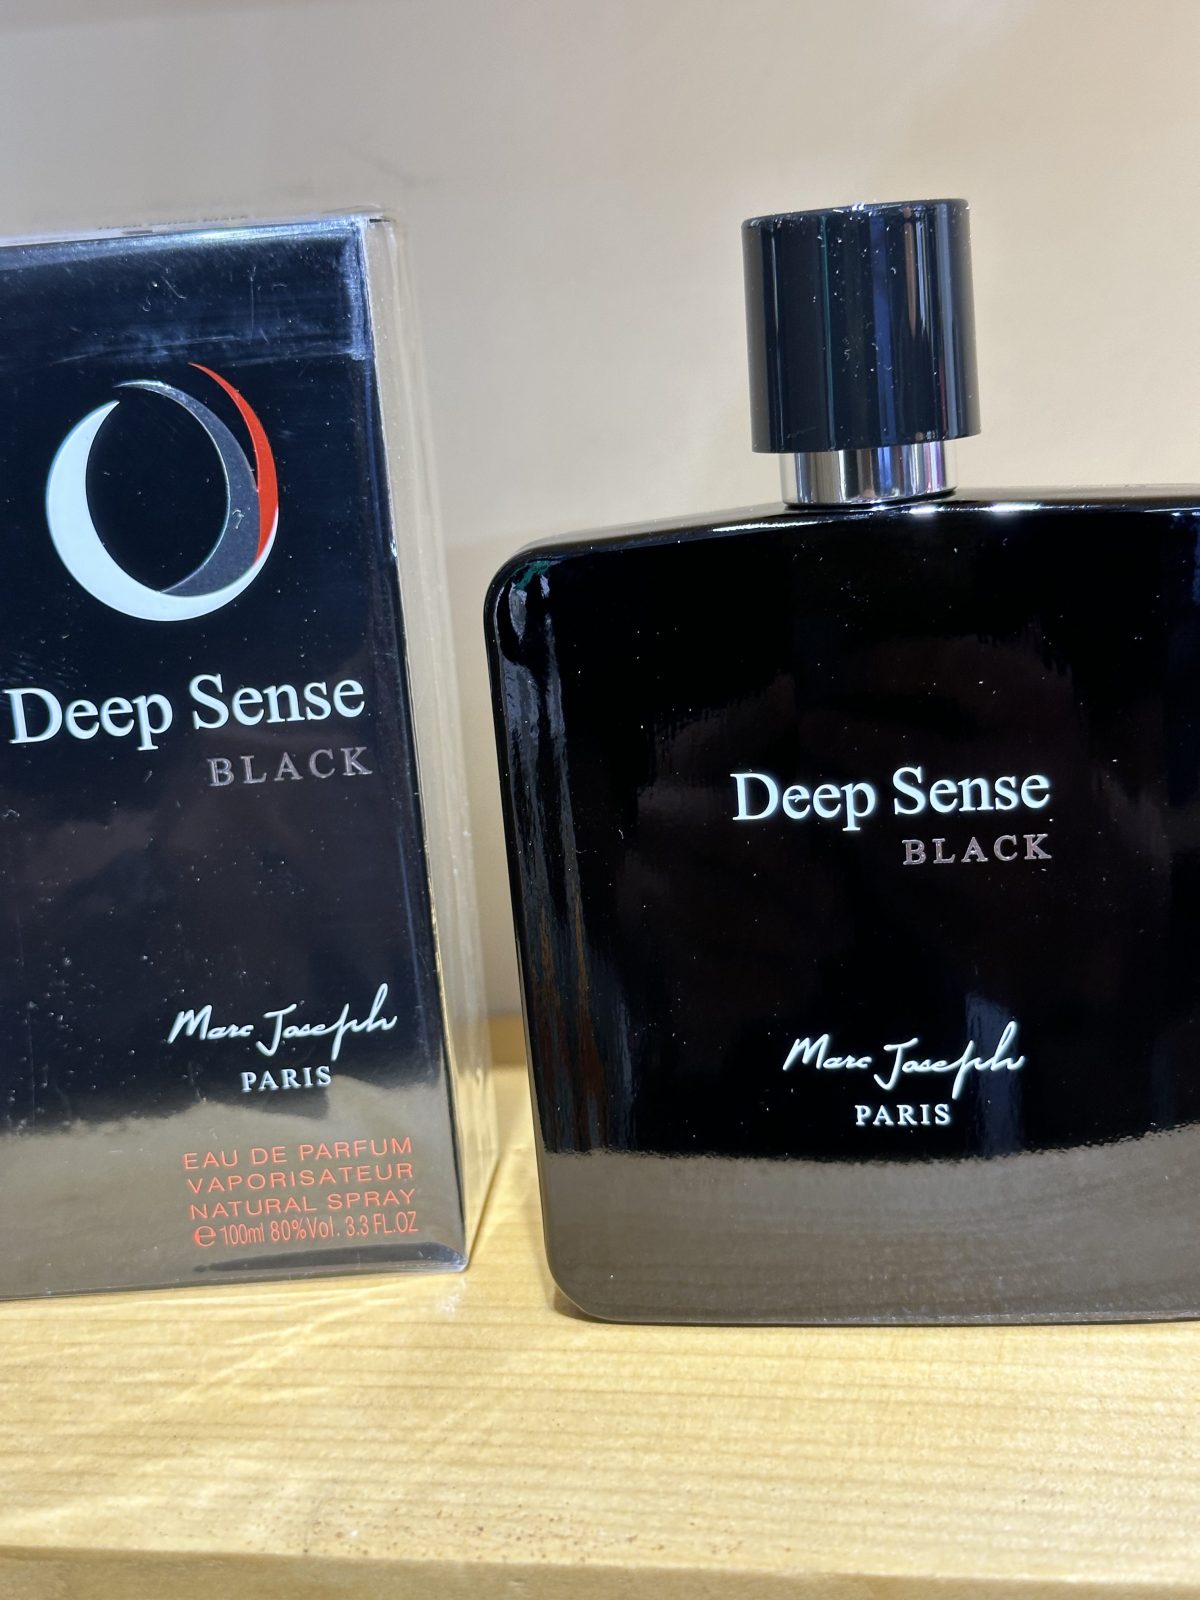 Deep Sense
BLACK
Marc Joseph
PARIS
EAU DE PARFUM
VAPORISATEUR
NATURAL SPRAY
℮100ml 80%Vol. 3.3 FL.OZ
Deep Sense
BLACK
Marc Joseph
PARIS